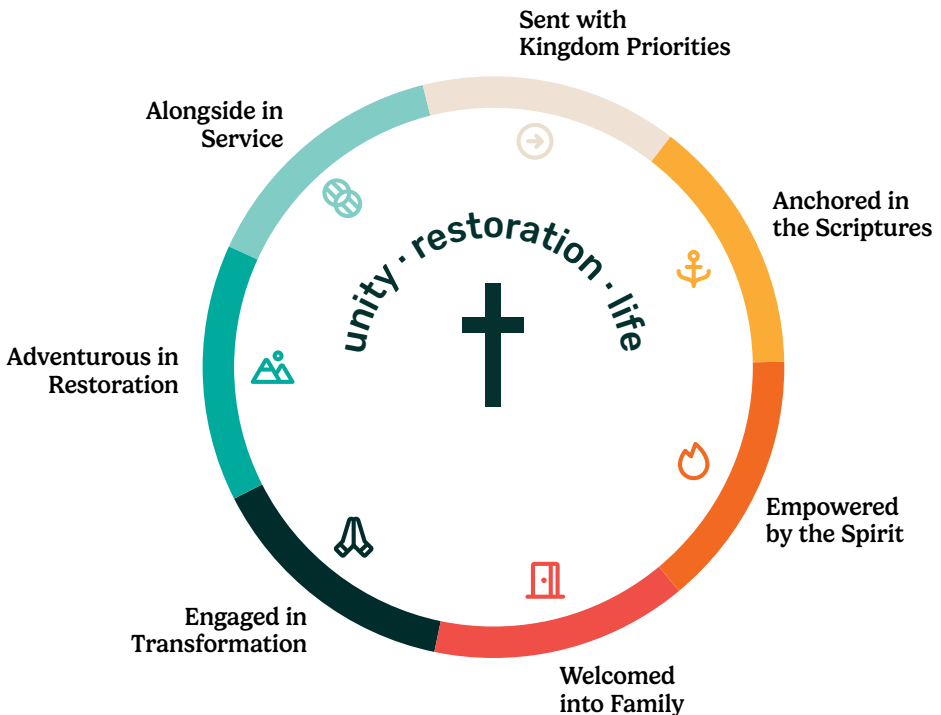 Sent with
Kingdom Priorities
Alongside in
Service
Anchored in
the Scriptures
unity · restoration · life
Adventurous in
Restoration
Empowered
by the Spirit
Engaged in
Transformation
Welcomed
into Family